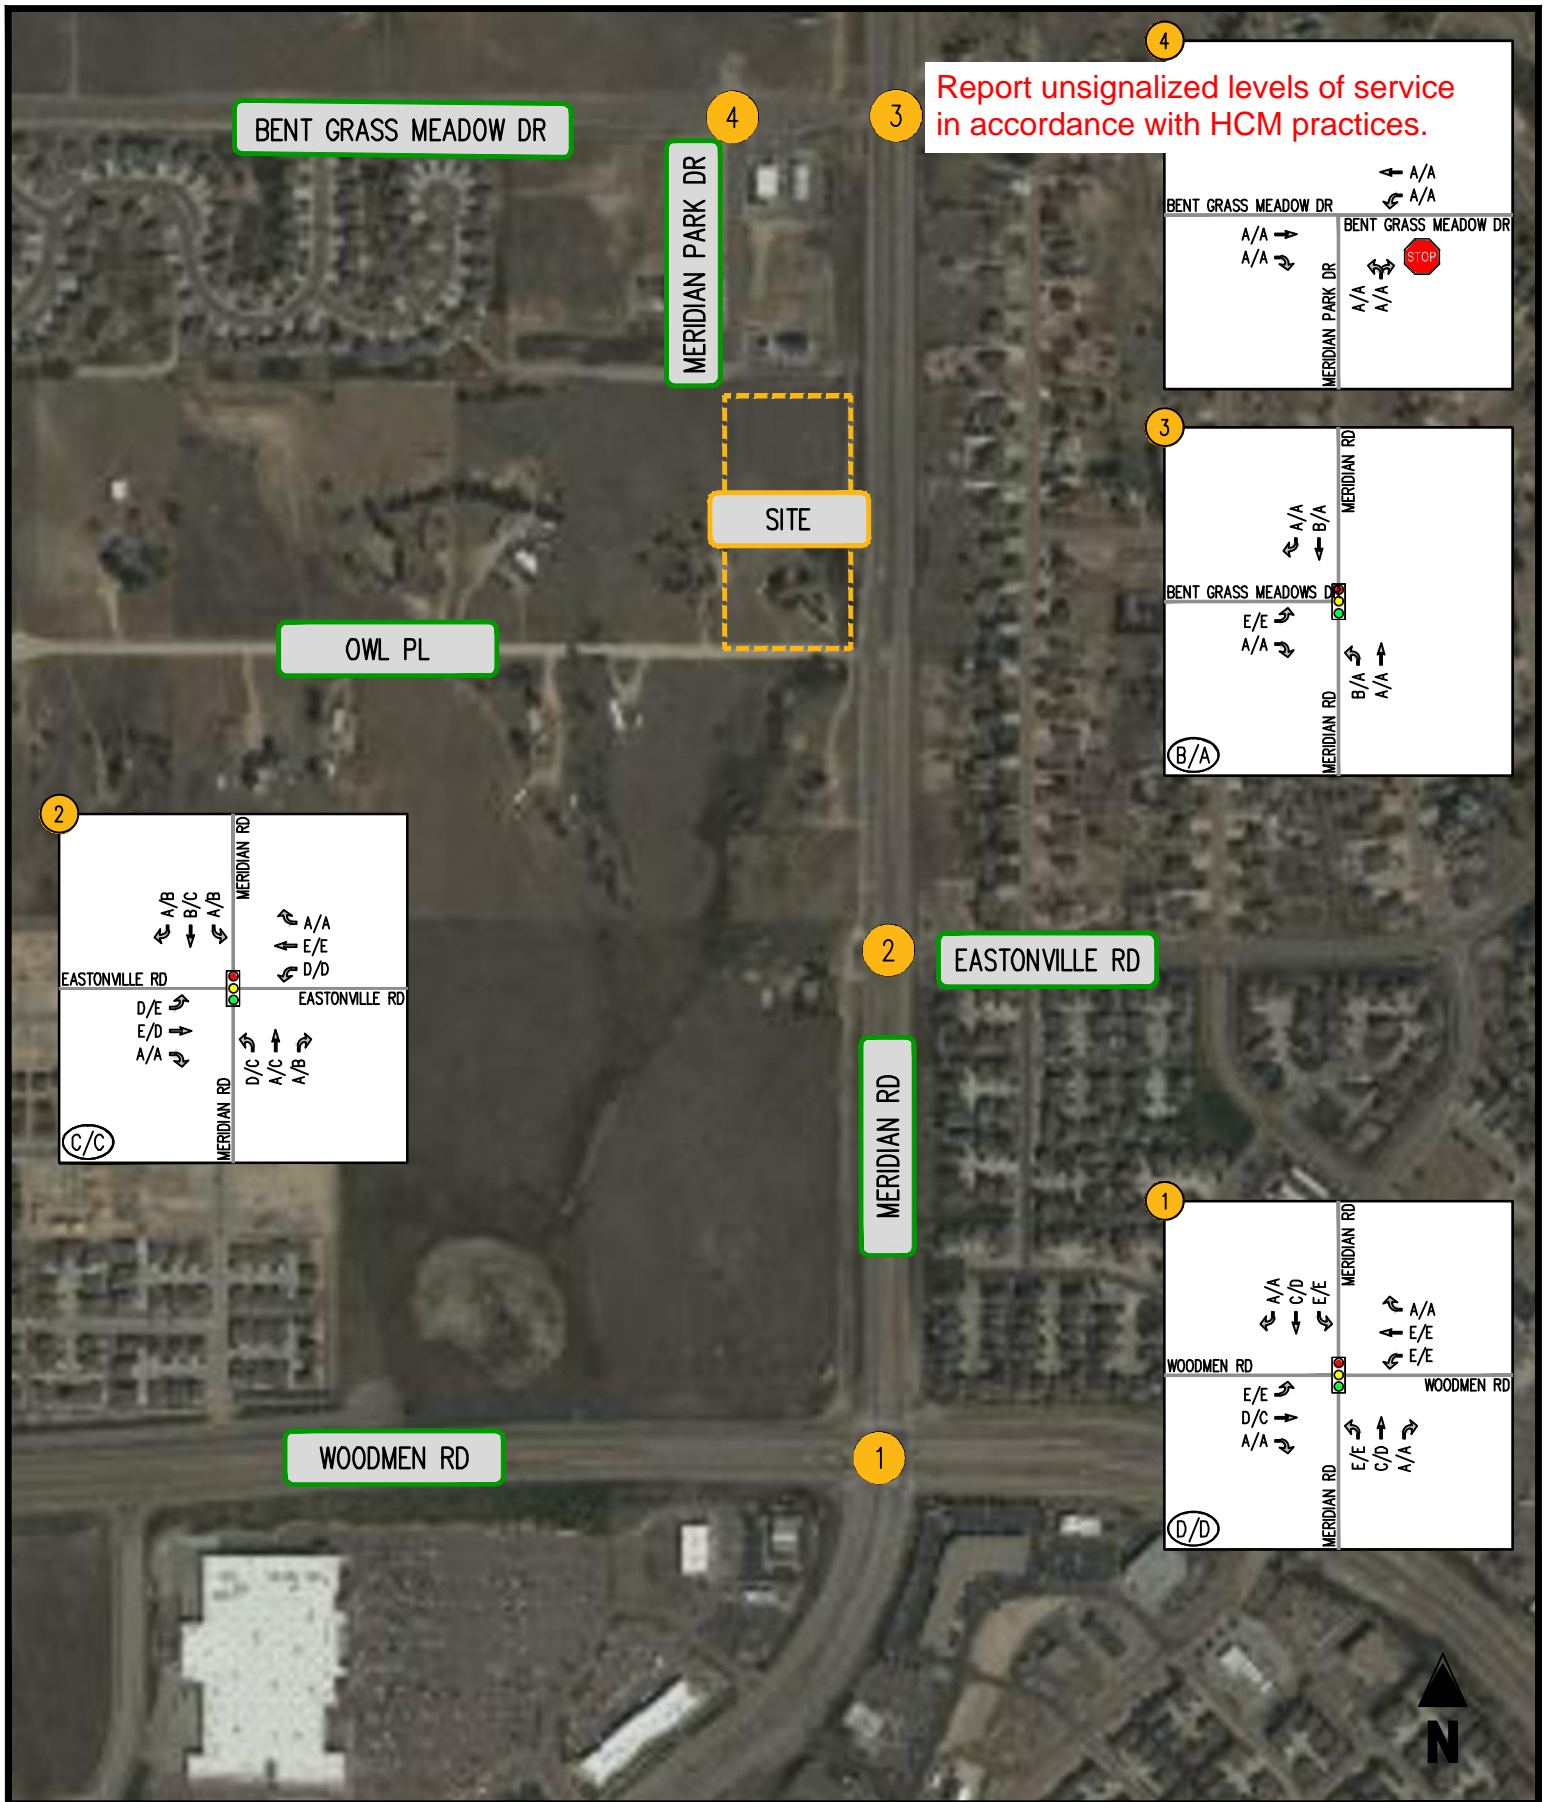 4
Report unsignalized levels of service
in accordance with HCM practices.
BENT GRASS MEADOW DR
4
3
MERIDIAN PARK DR
A/A
A/A
BENT GRASS MEADOW DR
BENT GRASS MEADOW DR
A/A
A/A
STOP
A/A
A/A
MERIDIAN PARK DR
3
MERIDIAN RD
A/A
B/A
BENT GRASS MEADOWS DR
E/E
A/A
B/A
A/A
MERIDIAN RD
B/A
SITE
OWL PL
2
MERIDIAN RD
A/B
B/C
A/B
A/A
E/E
D/D
EASTONVILLE RD
EASTONVILLE RD
D/E
E/D
A/A
D/C
A/C
A/B
MERIDIAN RD
C/C
2
EASTONVILLE RD
MERIDIAN RD
1
MERIDIAN RD
A/A
C/D
E/E
A/A
E/E
E/E
WOODMEN RD
WOODMEN RD
E/E
D/C
A/A
E/E
C/D
A/A
MERIDIAN RD
D/D
WOODMEN RD
1
N